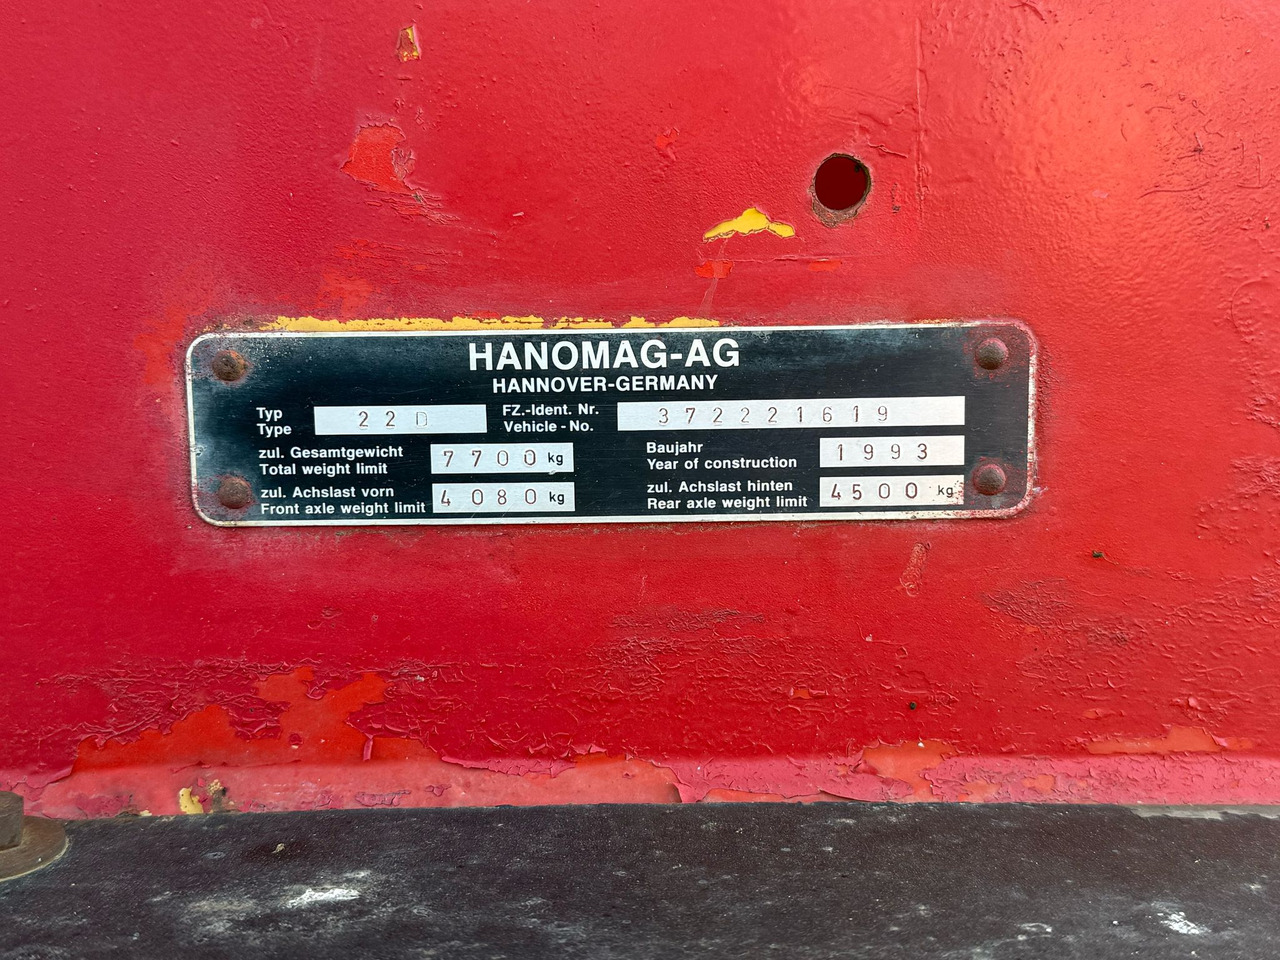 HANOMAG-AG
HANNOVER-GERMANY
Typ
Type
22D
FZ.-Ident. Nr.
Vehicle - No.
372221619
zul. Gesamtgewicht
Total weight limit
7700 kg
Baujahr
Year of construction
1993
zul. Achslast vorn
Front axle weight limit
4080 kg
zul. Achslast hinten
Rear axle weight limit
4500 kg